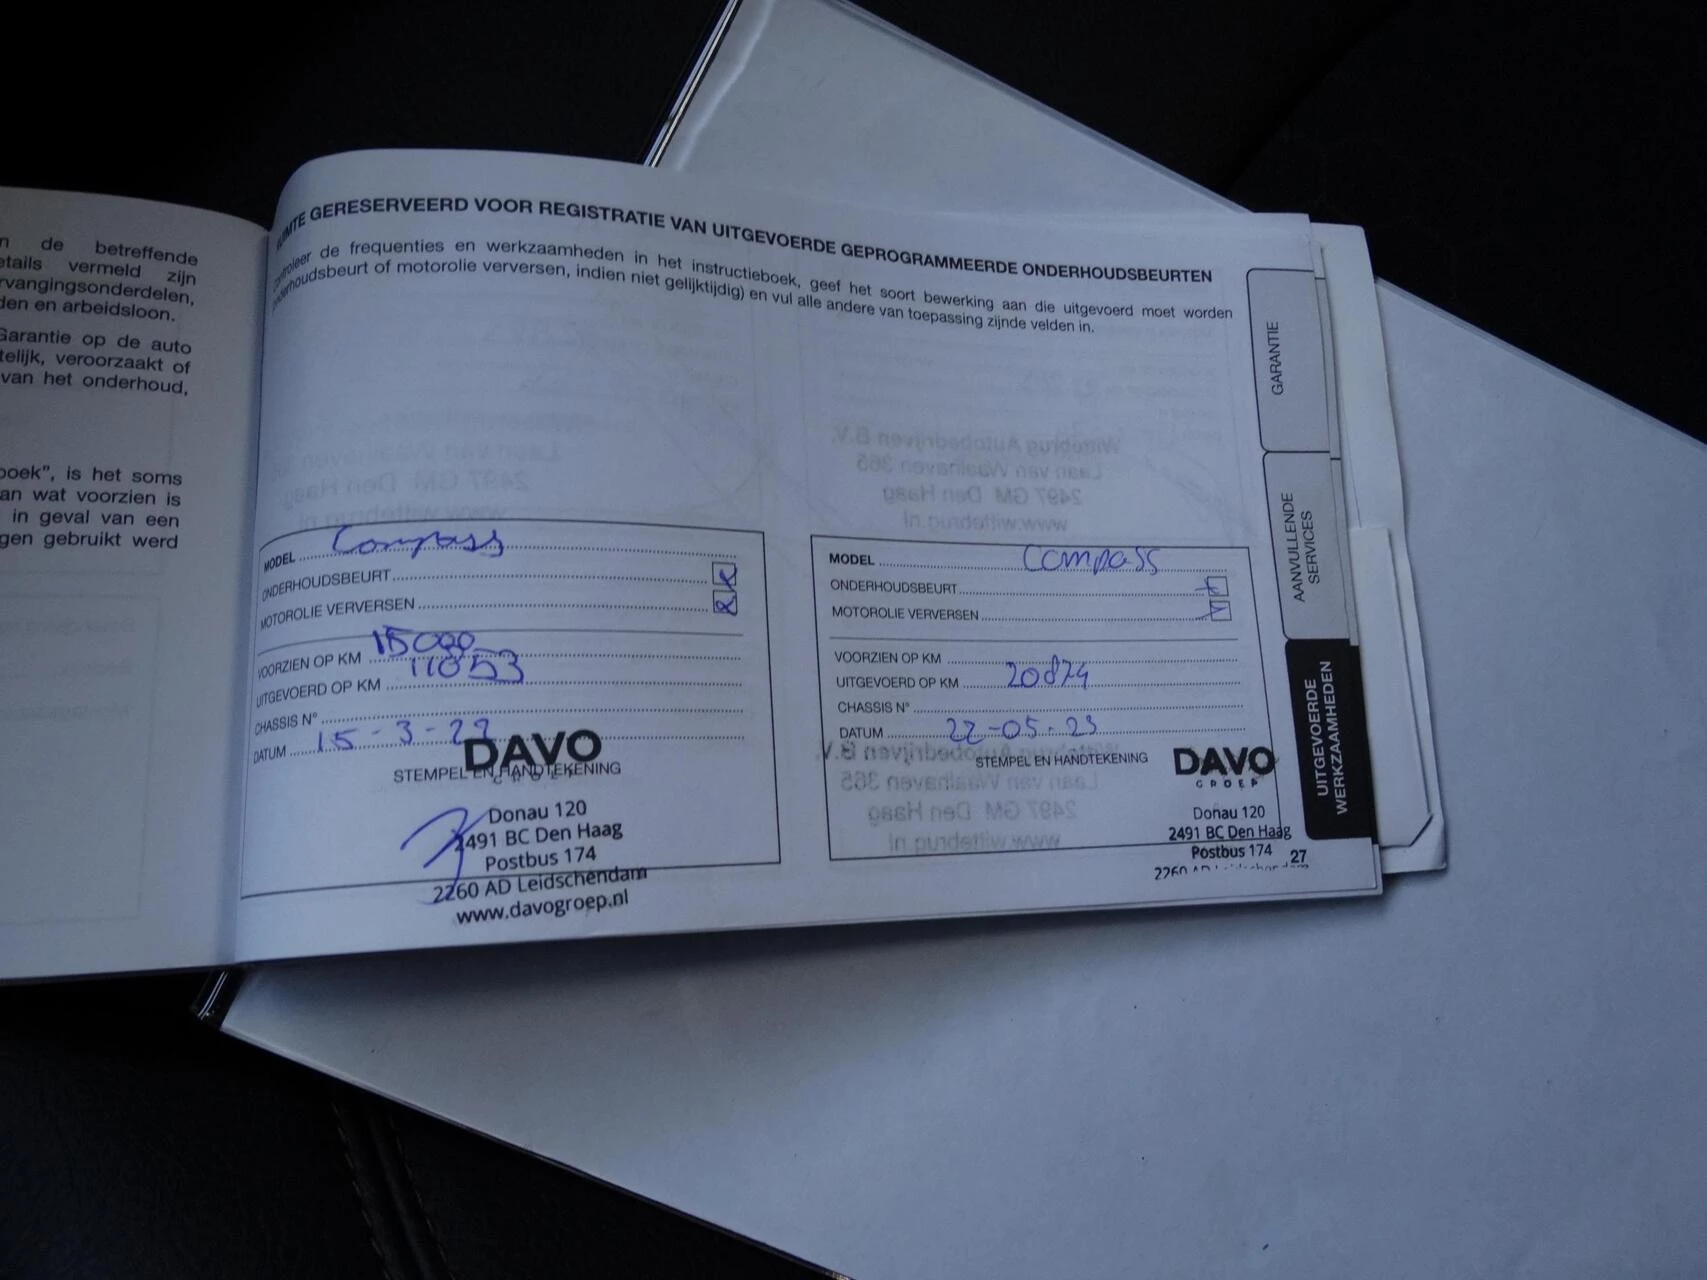 n de betreffende
etails vermeld zijn
rvangingsonderdelen,
den en arbeidsloon.
Garantie op de auto
telijk, veroorzaakt of
van het onderhoud,
boek", is het soms
an wat voorzien is
in geval van een
gen gebruikt werd
RUIMTE GERESERVEERD VOOR REGISTRATIE VAN UITGEVOERDE GEPROGRAMMEERDE ONDERHOUDSBEURTEN
Controleer de frequenties en werkzaamheden in het instructieboek, geef het soort bewerking aan die uitgevoerd moet worden
onderhoudsbeurt of motorolie verversen, indien niet gelijktijdig) en vul alle andere van toepassing zijnde velden in.
MODEL Compass
ONDERHOUDSBEURT
MOTOROLIE VERVERSEN
VOORZIEN OP KM 15000
UITGEVOERD OP KM 11053
CHASSIS N°
DATUM 15-3-22
STEMPEL EN HANDTEKENING
DAVO
GROEP
Donau 120
2491 BC Den Haag
Postbus 174
2260 AD Leidschendam
www.davogroep.nl
MODEL Compass
ONDERHOUDSBEURT
MOTOROLIE VERVERSEN
VOORZIEN OP KM
UITGEVOERD OP KM 20874
CHASSIS N°
DATUM 22-05-23
STEMPEL EN HANDTEKENING
DAVO
GROEP
Donau 120
2491 BC Den Haag
Postbus 174
27
GARANTIE
AANVULLENDE
SERVICES
UITGEVOERDE
WERKZAAMHEDEN